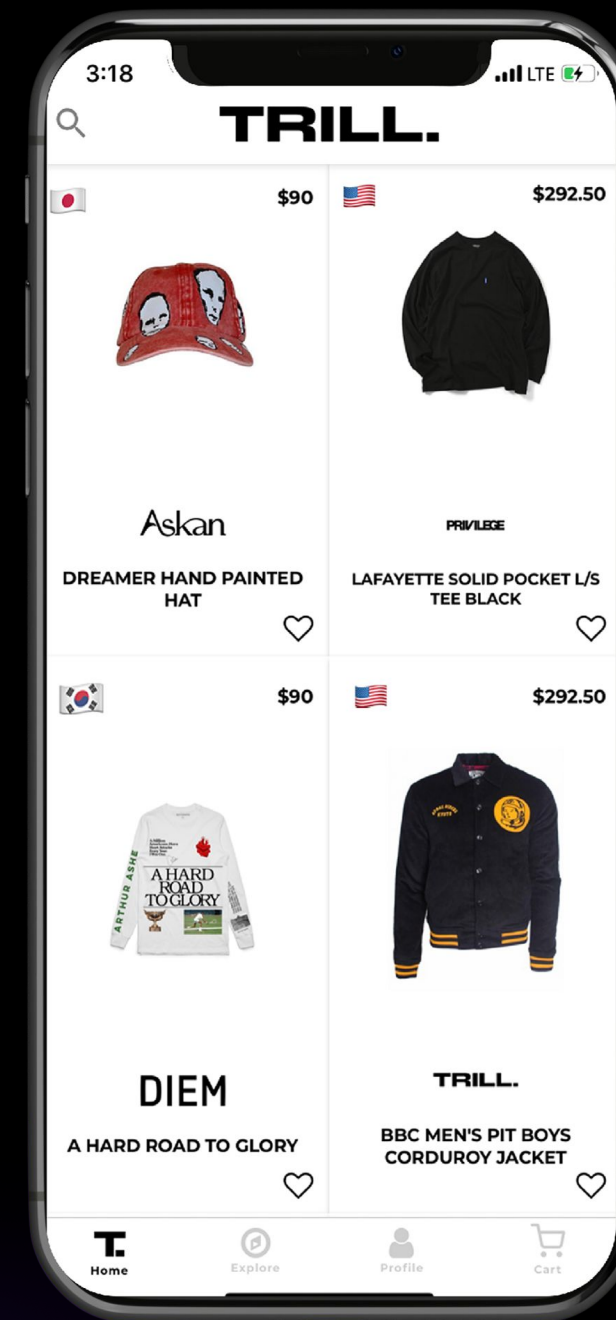 3:18
LTE
TRILL.
$90
$292.50
Askan
PRIVILEGE
DREAMER HAND PAINTED
HAT
LAFAYETTE SOLID POCKET L/S
TEE BLACK
$90
$292.50
ARTHUR ASHE
A HARD
ROAD
TO GLORY
DIEM
TRILL.
A HARD ROAD TO GLORY
BBC MEN'S PIT BOYS
CORDUROY JACKET
T.
Home
Explore
Profile
Cart